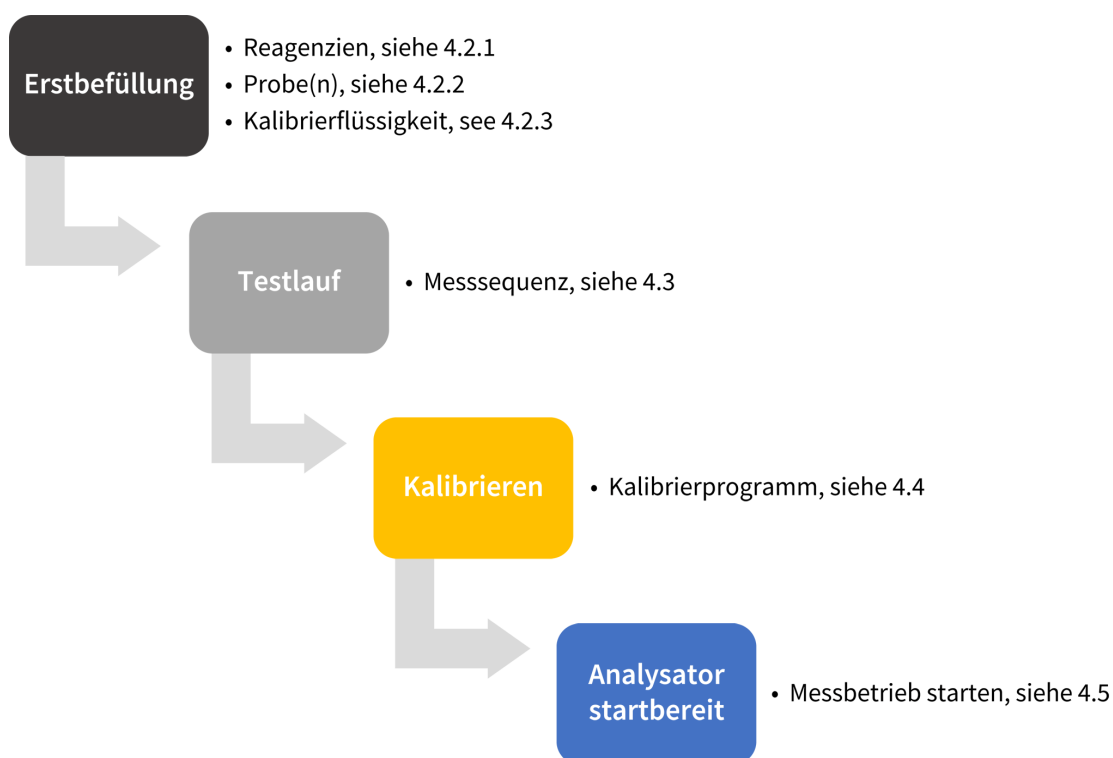 Erstbefüllung
• Reagenzien, siehe 4.2.1
• Probe(n), siehe 4.2.2
• Kalibrierflüssigkeit, see 4.2.3
Testlauf
• Messsequenz, siehe 4.3
Kalibrieren
• Kalibrierprogramm, siehe 4.4
Analysator
startbereit
• Messbetrieb starten, siehe 4.5